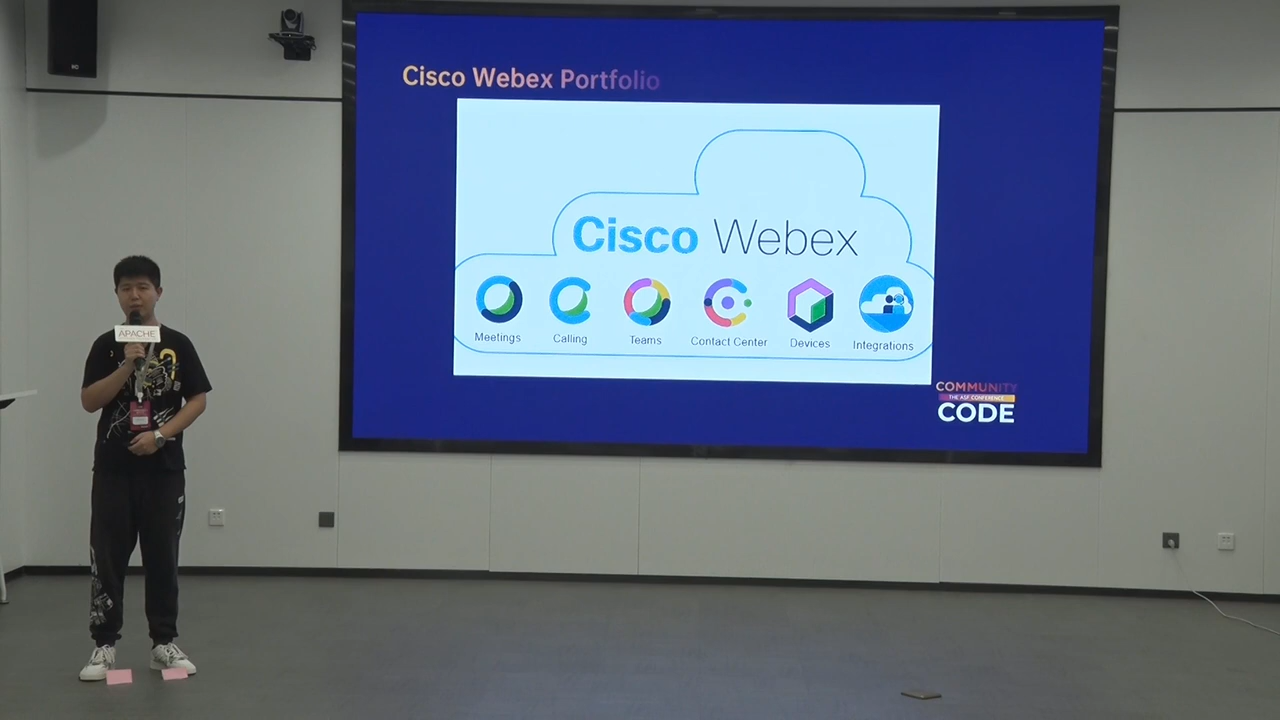 Cisco Webex Portfolio
Cisco Webex
Meetings
Calling
Teams
Contact Center
Devices
Integrations
APACHE
COMMUNITY
THE ASF CONFERENCE
CODE